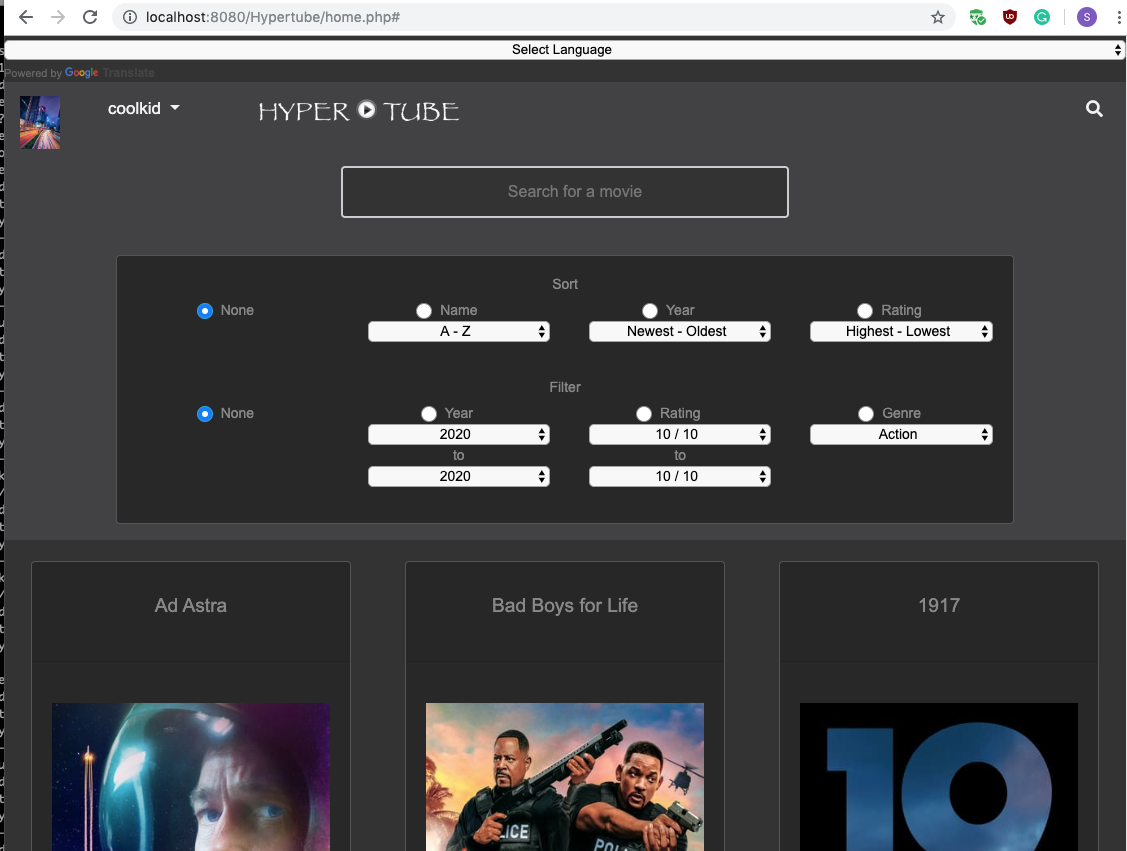 localhost:8080/Hypertube/home.php#
S
Select Language
Powered by Google Translate
coolkid
HYPER TUBE
Search for a movie
Sort
None Name Year Rating
A - Z Newest - Oldest Highest - Lowest
Filter
None Year Rating Genre
2020 10 / 10 Action
to to
2020 10 / 10
Ad Astra Bad Boys for Life 1917
LICE
19